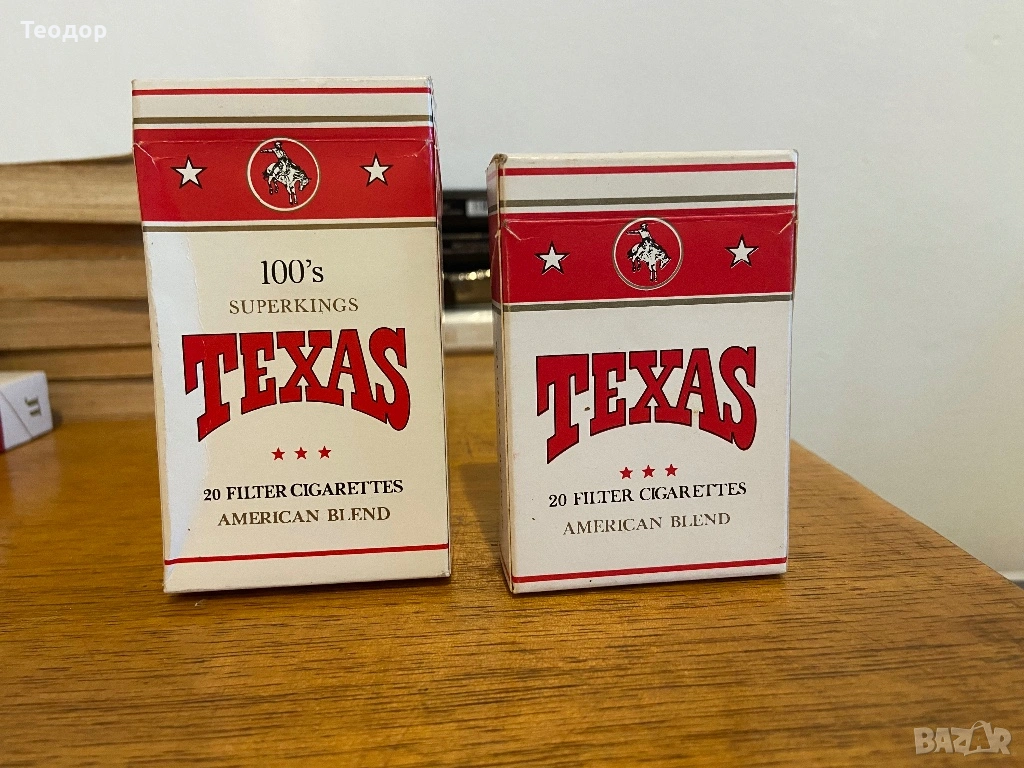 Теодор
100's
SUPERKINGS
TEXAS
20 FILTER CIGARETTES
AMERICAN BLEND
TEXAS
20 FILTER CIGARETTES
AMERICAN BLEND
BAZAR